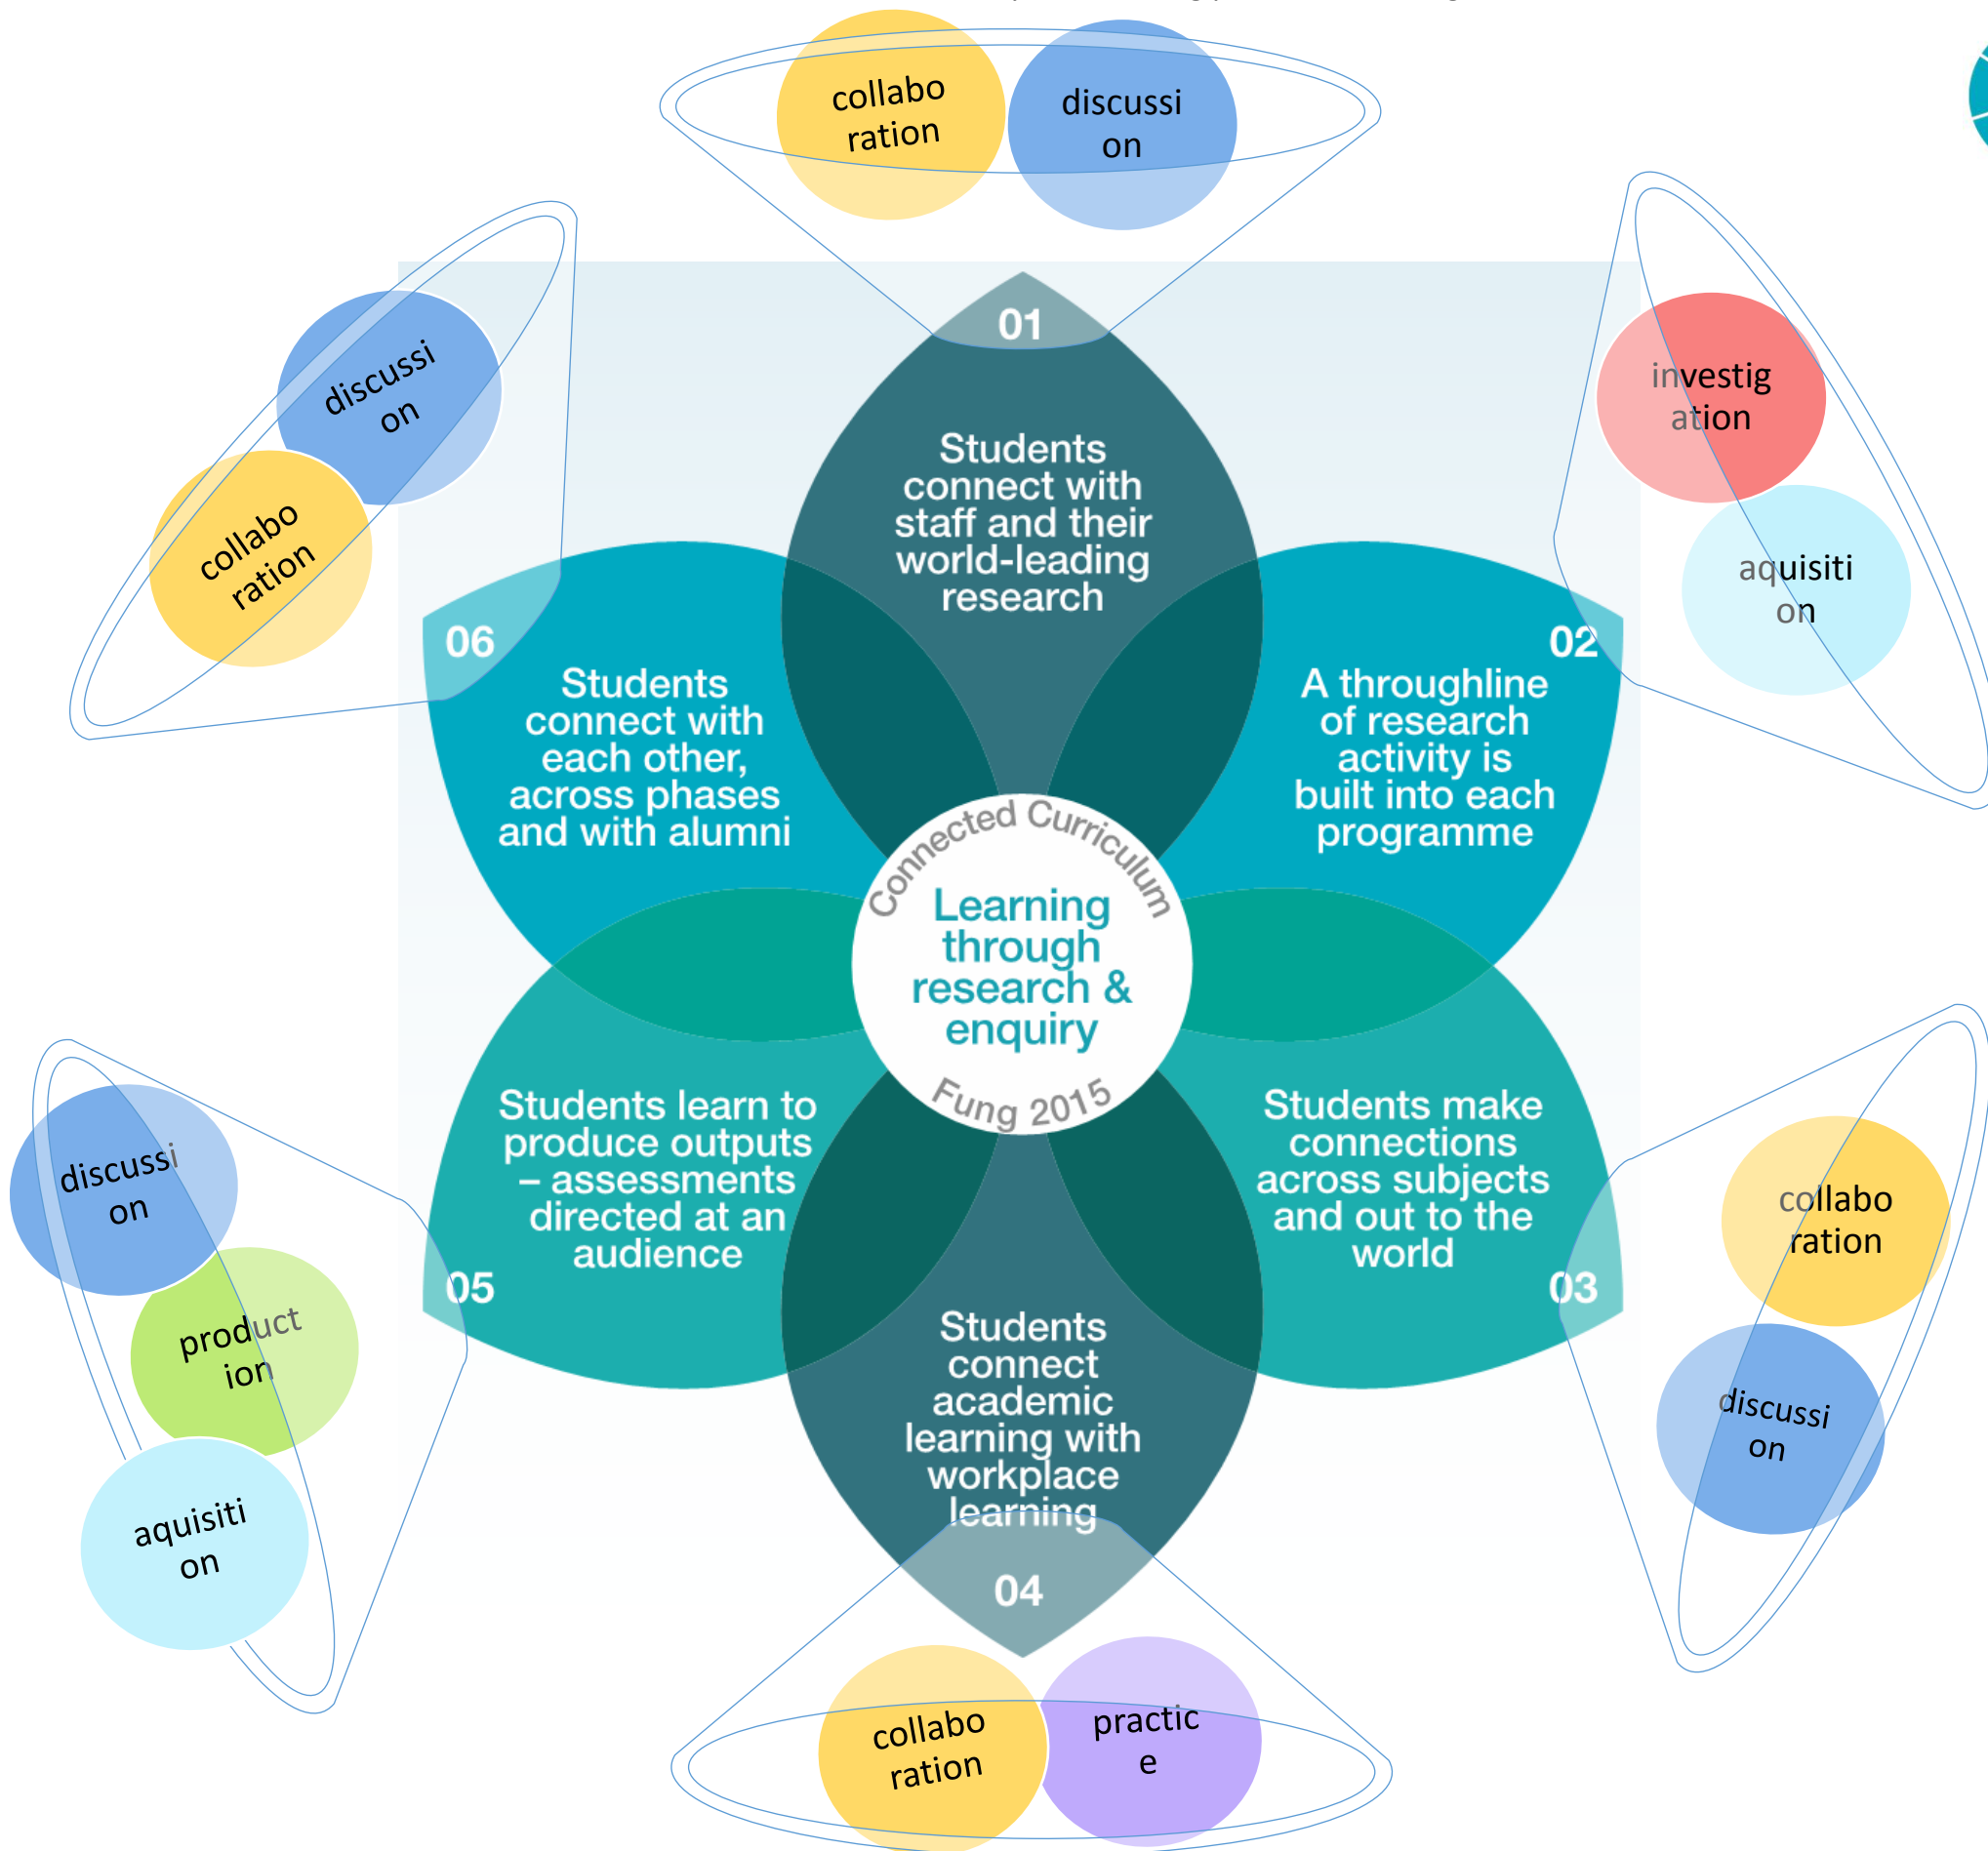 collabo
ration
discussi
on
investig
ation
aquisiti
on
discussi
on
collabo
ration
01
Students
connect with
staff and their
world-leading
research
02
A throughline
of research
activity is
built into each
programme
06
Students
connect with
each other,
across phases
and with alumni
Connected Curriculum
Learning
through
research &
enquiry
Fung 2015
Students learn to
produce outputs
– assessments
directed at an
audience
05
Students make
connections
across subjects
and out to the
world
03
Students
connect
academic
learning with
workplace
learning
04
collabo
ration
discussi
on
discussi
on
product
ion
aquisiti
on
collabo
ration
practic
e